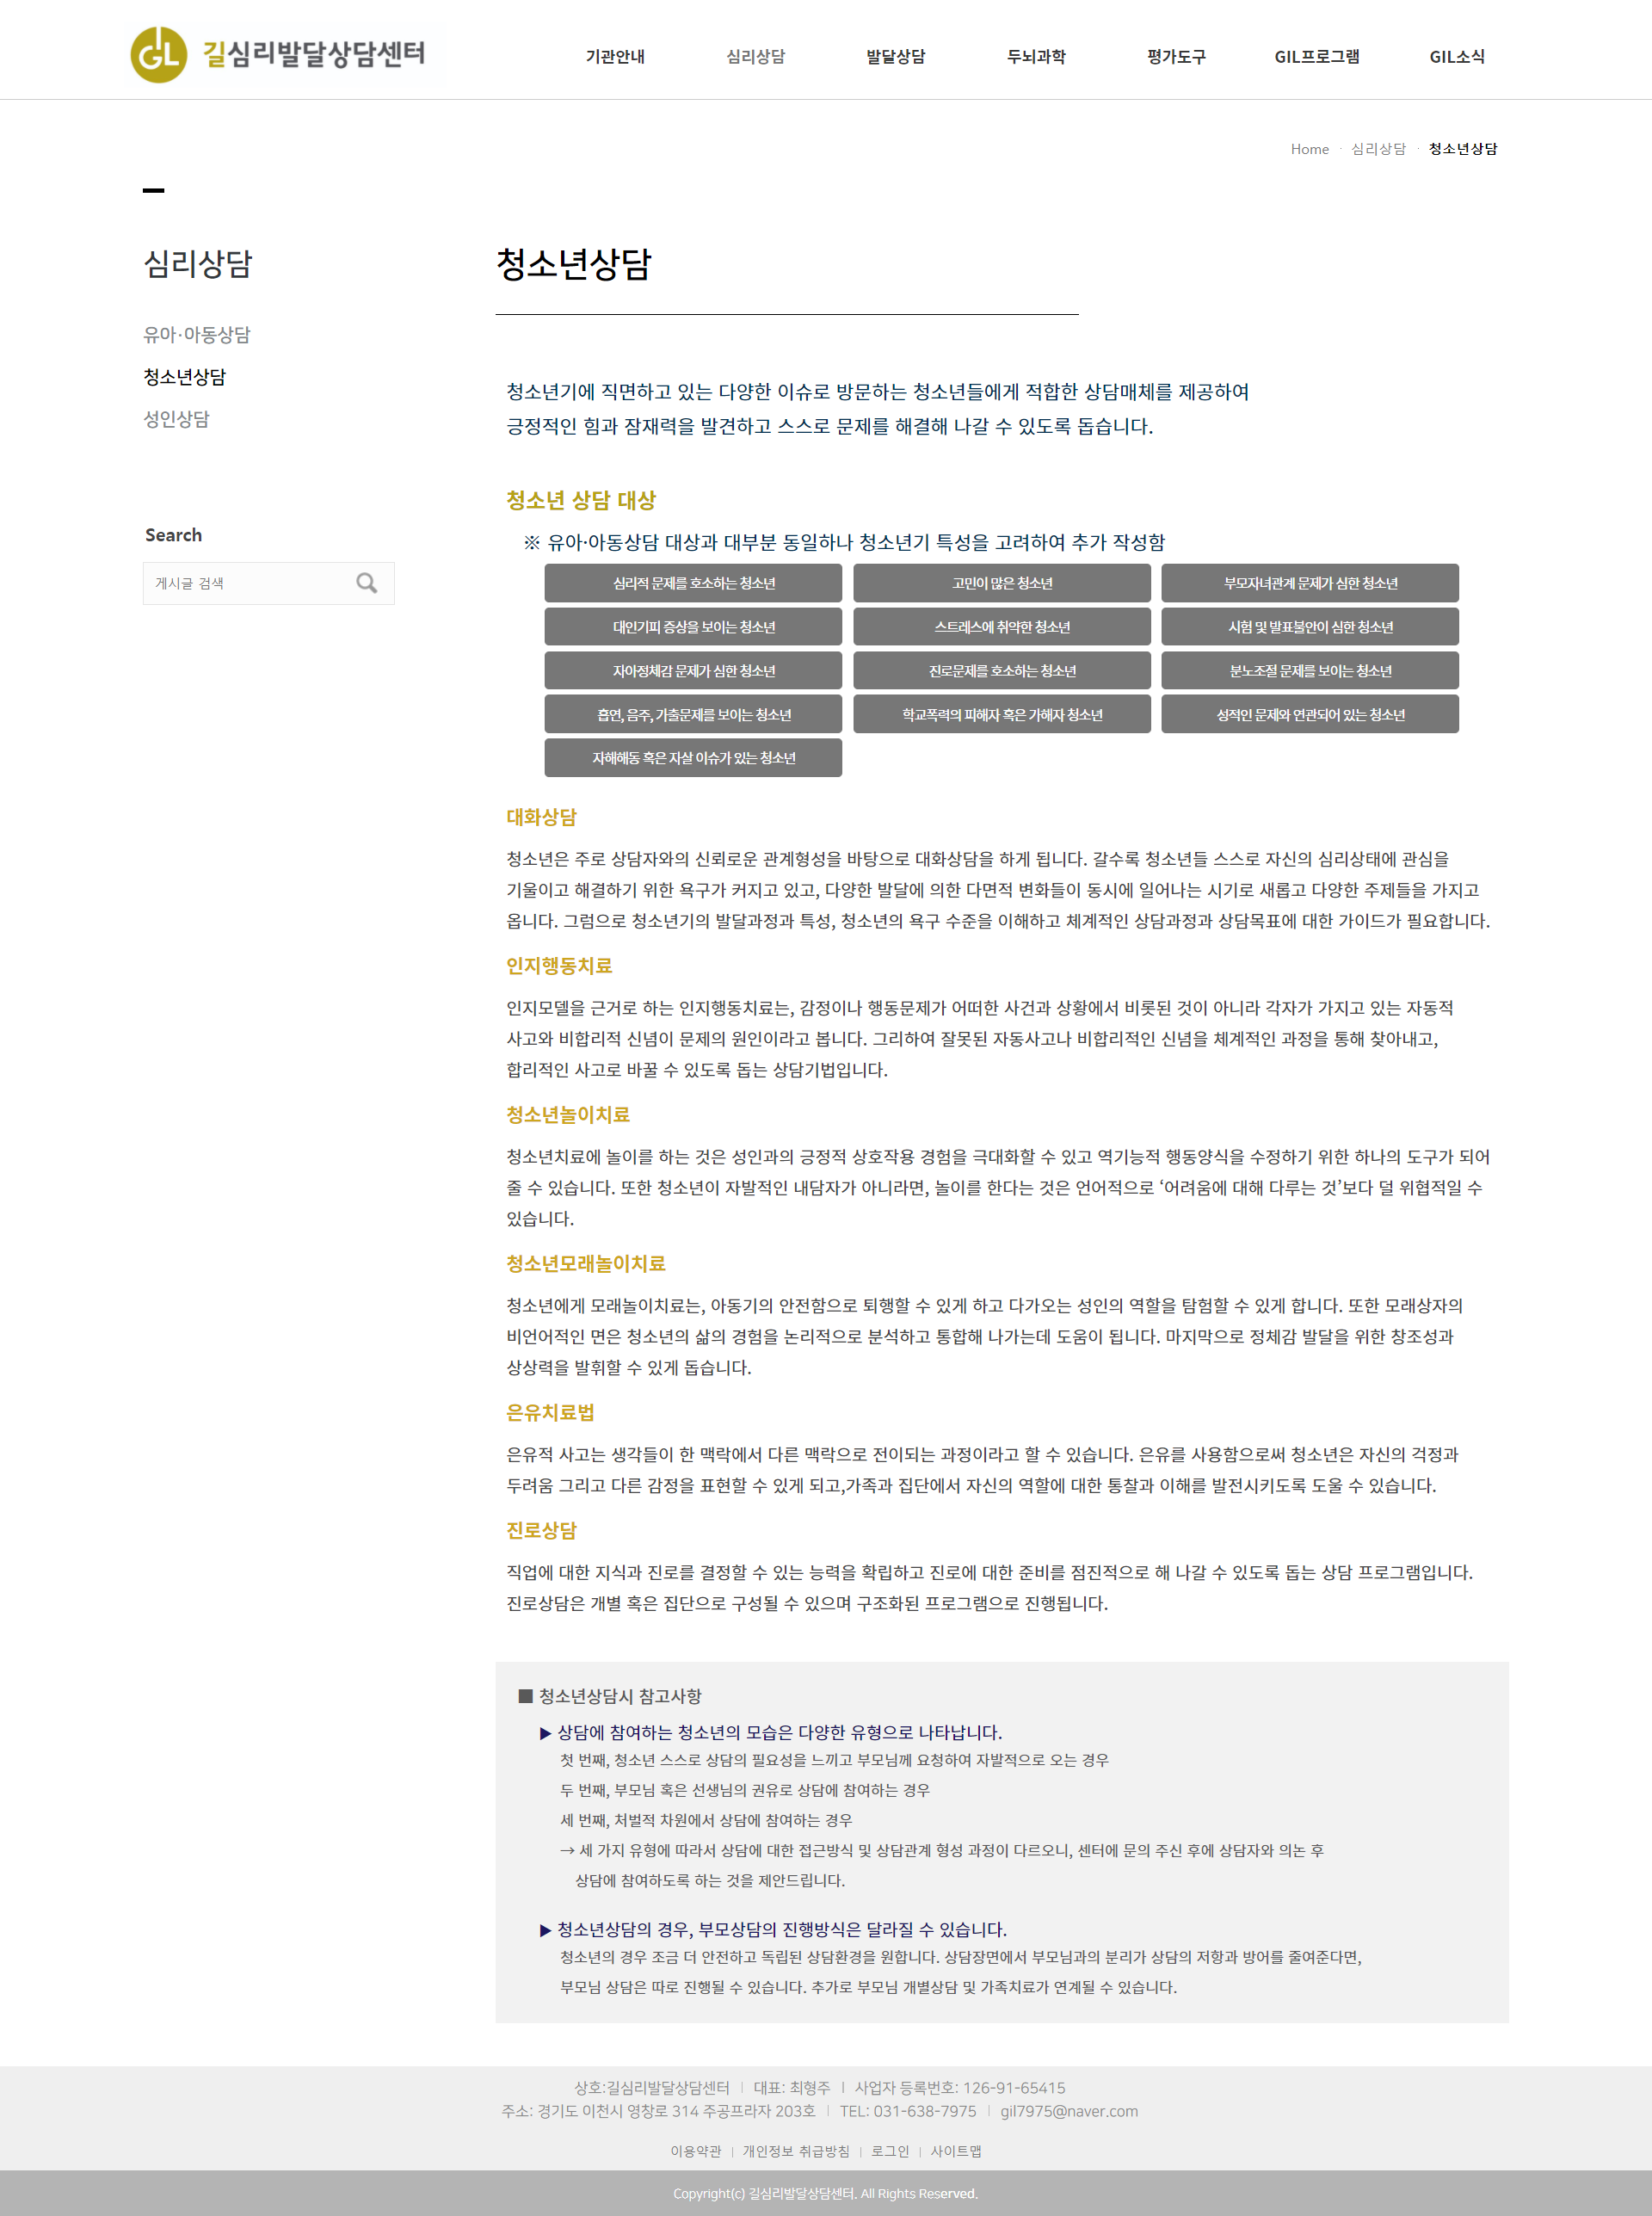 GL 길심리발달상담센터
기관안내 심리상담 발달상담 두뇌과학 평가도구 GIL프로그램 GIL소식
Home · 심리상담 · 청소년상담
심리상담
유아·아동상담
청소년상담
성인상담
Search
게시글 검색
청소년상담
청소년기에 직면하고 있는 다양한 이슈로 방문하는 청소년들에게 적합한 상담매체를 제공하여
긍정적인 힘과 잠재력을 발견하고 스스로 문제를 해결해 나갈 수 있도록 돕습니다.
청소년 상담 대상
※ 유아·아동상담 대상과 대부분 동일하나 청소년기 특성을 고려하여 추가 작성함
심리적 문제를 호소하는 청소년 고민이 많은 청소년 부모자녀관계 문제가 심한 청소년
대인기피 증상을 보이는 청소년 스트레스에 취약한 청소년 시험 및 발표불안이 심한 청소년
자아정체감 문제가 심한 청소년 진로문제를 호소하는 청소년 분노조절 문제를 보이는 청소년
흡연, 음주, 가출문제를 보이는 청소년 학교폭력의 피해자 혹은 가해자 청소년 성적인 문제와 연관되어 있는 청소년
자해해동 혹은 자살 이슈가 있는 청소년
대화상담
청소년은 주로 상담자와의 신뢰로운 관계형성을 바탕으로 대화상담을 하게 됩니다. 갈수록 청소년들 스스로 자신의 심리상태에 관심을
기울이고 해결하기 위한 욕구가 커지고 있고, 다양한 발달에 의한 다면적 변화들이 동시에 일어나는 시기로 새롭고 다양한 주제들을 가지고
옵니다. 그럼으로 청소년기의 발달과정과 특성, 청소년의 욕구 수준을 이해하고 체계적인 상담과정과 상담목표에 대한 가이드가 필요합니다.
인지행동치료
인지모델을 근거로 하는 인지행동치료는, 감정이나 행동문제가 어떠한 사건과 상황에서 비롯된 것이 아니라 각자가 가지고 있는 자동적
사고와 비합리적 신념이 문제의 원인이라고 봅니다. 그리하여 잘못된 자동사고나 비합리적인 신념을 체계적인 과정을 통해 찾아내고,
합리적인 사고로 바꿀 수 있도록 돕는 상담기법입니다.
청소년놀이치료
청소년치료에 놀이를 하는 것은 성인과의 긍정적 상호작용 경험을 극대화할 수 있고 역기능적 행동양식을 수정하기 위한 하나의 도구가 되어
줄 수 있습니다. 또한 청소년이 자발적인 내담자가 아니라면, 놀이를 한다는 것은 언어적으로 ‘어려움에 대해 다루는 것’보다 덜 위협적일 수
있습니다.
청소년모래놀이치료
청소년에게 모래놀이치료는, 아동기의 안전함으로 퇴행할 수 있게 하고 다가오는 성인의 역할을 탐험할 수 있게 합니다. 또한 모래상자의
비언어적인 면은 청소년의 삶의 경험을 논리적으로 분석하고 통합해 나가는데 도움이 됩니다. 마지막으로 정체감 발달을 위한 창조성과
상상력을 발휘할 수 있게 돕습니다.
은유치료법
은유적 사고는 생각들이 한 맥락에서 다른 맥락으로 전이되는 과정이라고 할 수 있습니다. 은유를 사용함으로써 청소년은 자신의 걱정과
두려움 그리고 다른 감정을 표현할 수 있게 되고,가족과 집단에서 자신의 역할에 대한 통찰과 이해를 발전시키도록 도울 수 있습니다.
진로상담
직업에 대한 지식과 진로를 결정할 수 있는 능력을 확립하고 진로에 대한 준비를 점진적으로 해 나갈 수 있도록 돕는 상담 프로그램입니다.
진로상담은 개별 혹은 집단으로 구성될 수 있으며 구조화된 프로그램으로 진행됩니다.
■ 청소년상담시 참고사항
▶ 상담에 참여하는 청소년의 모습은 다양한 유형으로 나타납니다.
첫 번째, 청소년 스스로 상담의 필요성을 느끼고 부모님께 요청하여 자발적으로 오는 경우
두 번째, 부모님 혹은 선생님의 권유로 상담에 참여하는 경우
세 번째, 처벌적 차원에서 상담에 참여하는 경우
→ 세 가지 유형에 따라서 상담에 대한 접근방식 및 상담관계 형성 과정이 다르오니, 센터에 문의 주신 후에 상담자와 의논 후
상담에 참여하도록 하는 것을 제안드립니다.
▶ 청소년상담의 경우, 부모상담의 진행방식은 달라질 수 있습니다.
청소년의 경우 조금 더 안전하고 독립된 상담환경을 원합니다. 상담장면에서 부모님과의 분리가 상담의 저항과 방어를 줄여준다면,
부모님 상담은 따로 진행될 수 있습니다. 추가로 부모님 개별상담 및 가족치료가 연계될 수 있습니다.
상호:길심리발달상담센터 | 대표: 최형주 | 사업자 등록번호: 126-91-65415
주소: 경기도 이천시 영창로 314 주공프라자 203호 | TEL: 031-638-7975 | gil7975@naver.com
이용약관 | 개인정보 취급방침 | 로그인 | 사이트맵
Copyright(c) 길심리발달상담센터. All Rights Reserved.